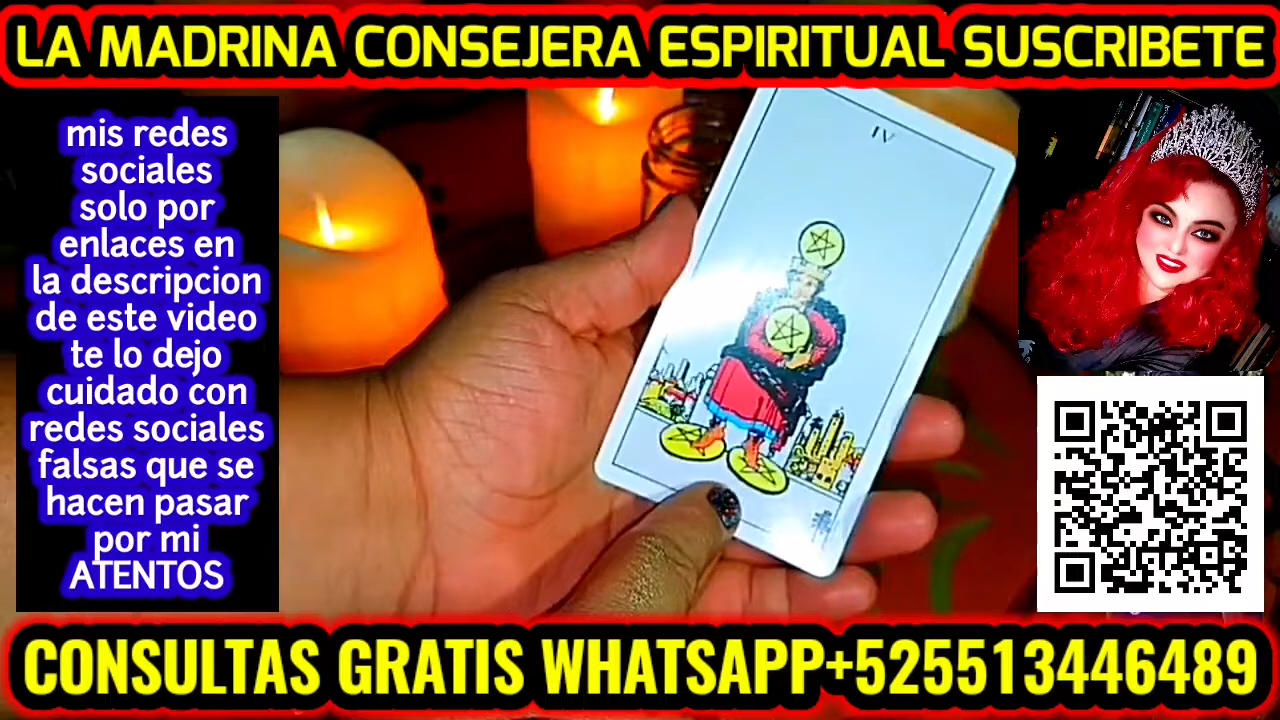 LA MADRINA CONSEJERA ESPIRITUAL SUSCRIBETE
mis redes
sociales
solo por
enlaces en
la descripcion
de este video
te lo dejo
cuidado con
redes sociales
falsas que se
hacen pasar
por mi
ATENTOS
IV
CONSULTAS GRATIS WHATSAPP+525513446489